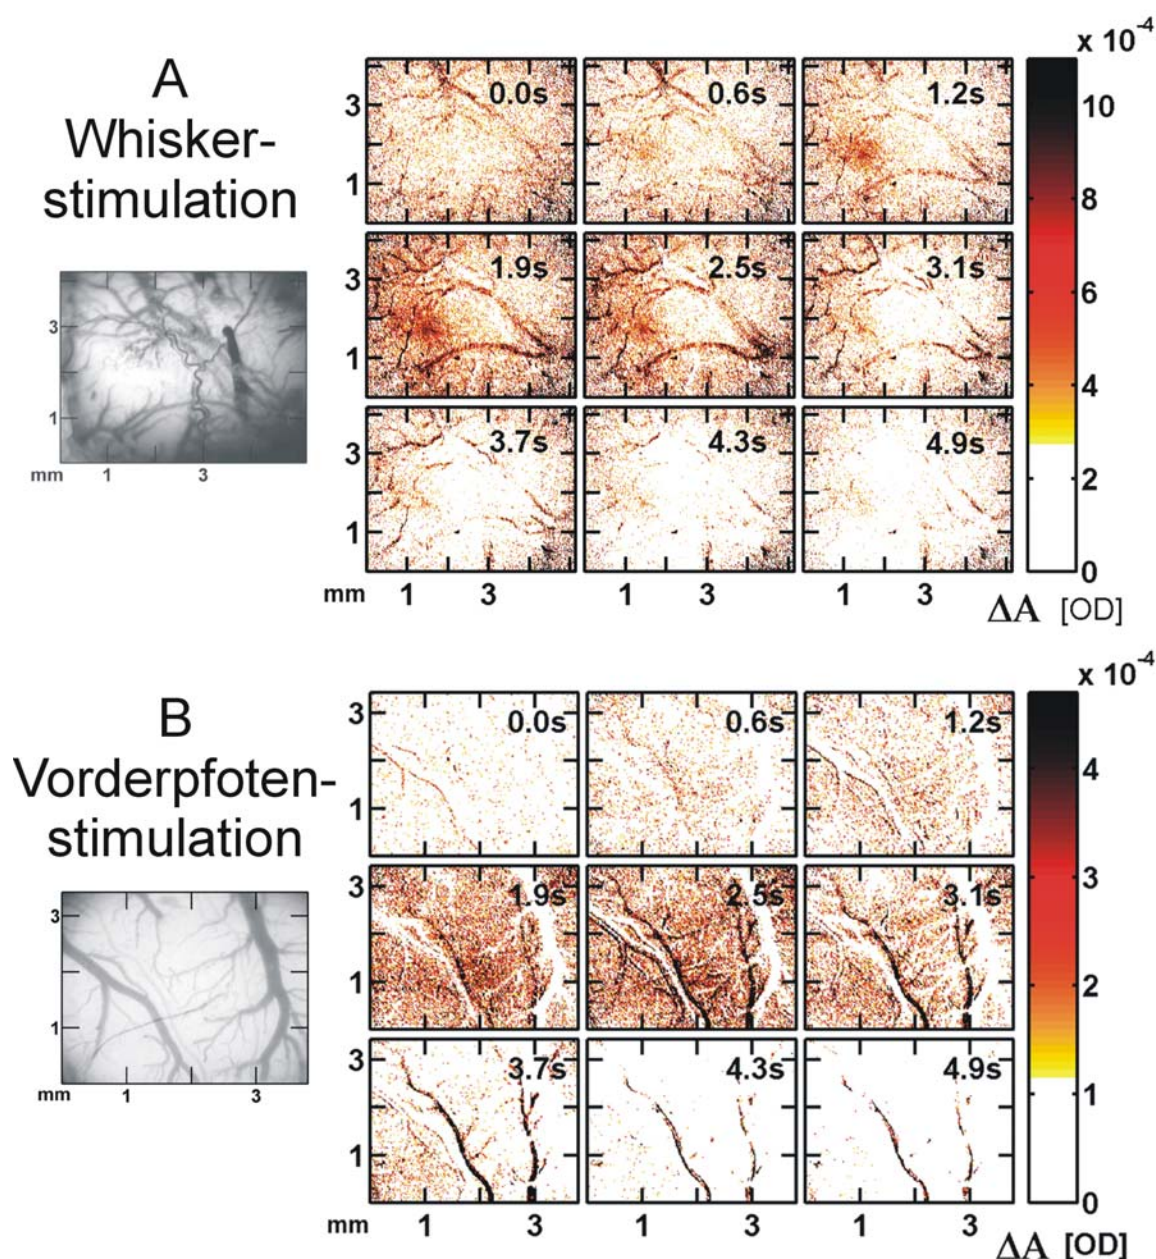 A
Whisker-
stimulation
3
1
mm 1 3
x 10-4
0.0s 0.6s 1.2s
3
1
1.9s 2.5s 3.1s
3
1
3.7s 4.3s 4.9s
3
1
mm 1 3 1 3 1 3
10
8
6
4
2
0
ΔA [OD]
B
Vorderpfoten-
stimulation
3
1
mm 1 3
x 10-4
0.0s 0.6s 1.2s
3
1
1.9s 2.5s 3.1s
3
1
3.7s 4.3s 4.9s
3
1
mm 1 3 1 3 1 3
4
3
2
1
0
ΔA [OD]